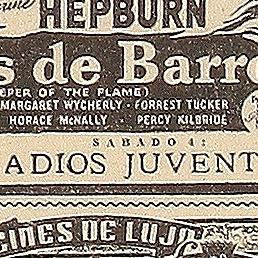 HEPBURN
s de Barro
EEPER OF THE FLAME)
MARGARET WYCHERLY - FORREST TUCKER
HORACE McNALLY - PERCY KILBRIDE
SABADO 4:
ADIOS JUVENT
CINES DE LUJO